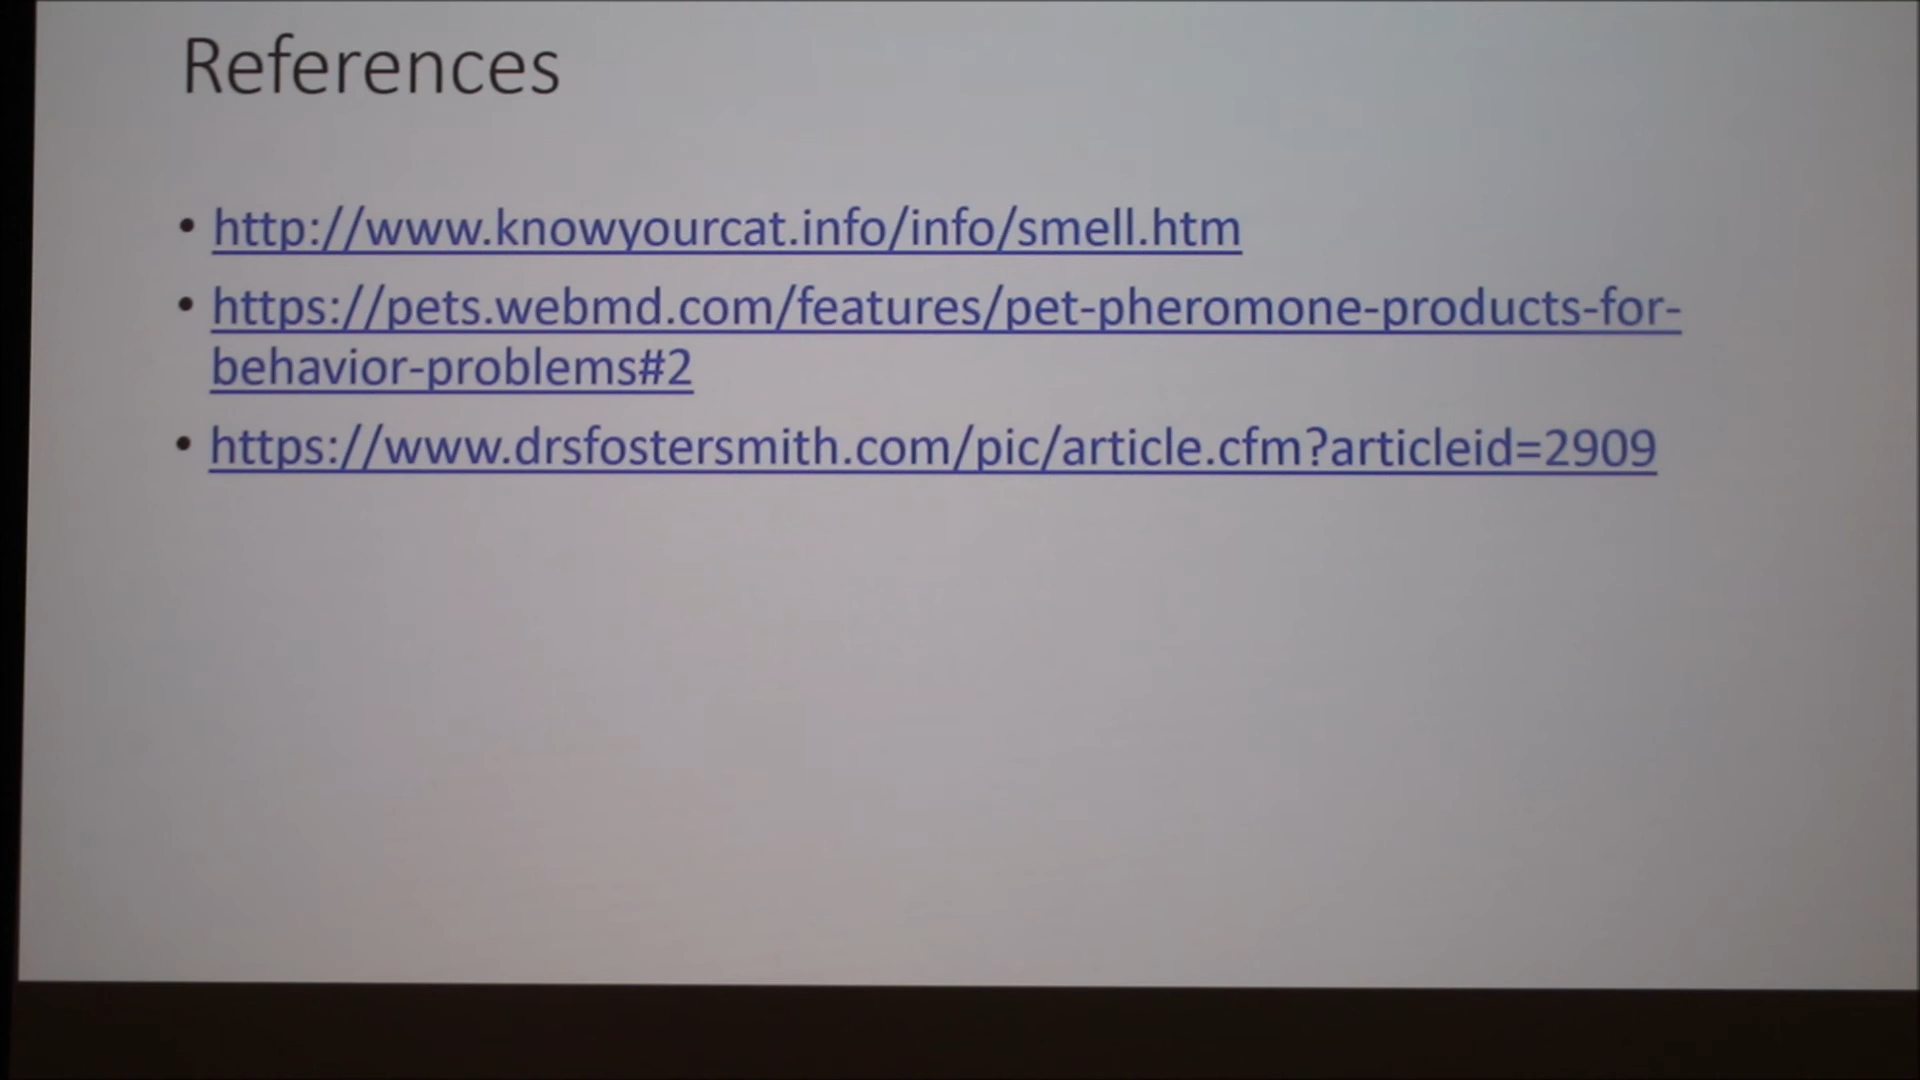 References
• http://www.knowyourcat.info/info/smell.htm
• https://pets.webmd.com/features/pet-pheromone-products-for-
behavior-problems#2
• https://www.drsfostersmith.com/pic/article.cfm?articleid=2909